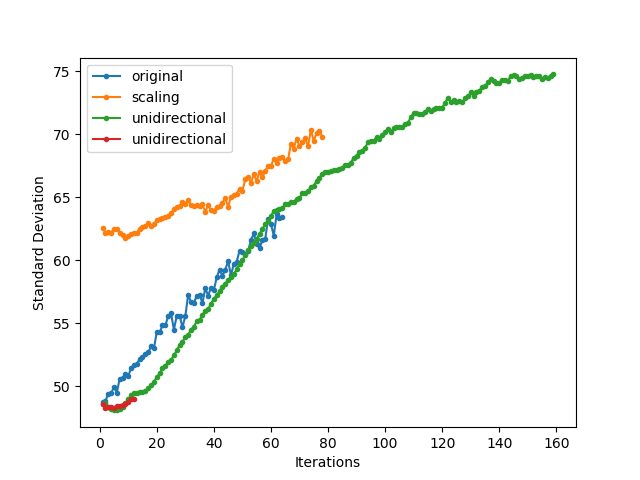 original
scaling
unidirectional
unidirectional
75
70
65
60
55
50
Standard Deviation
0 20 40 60 80 100 120 140 160
Iterations